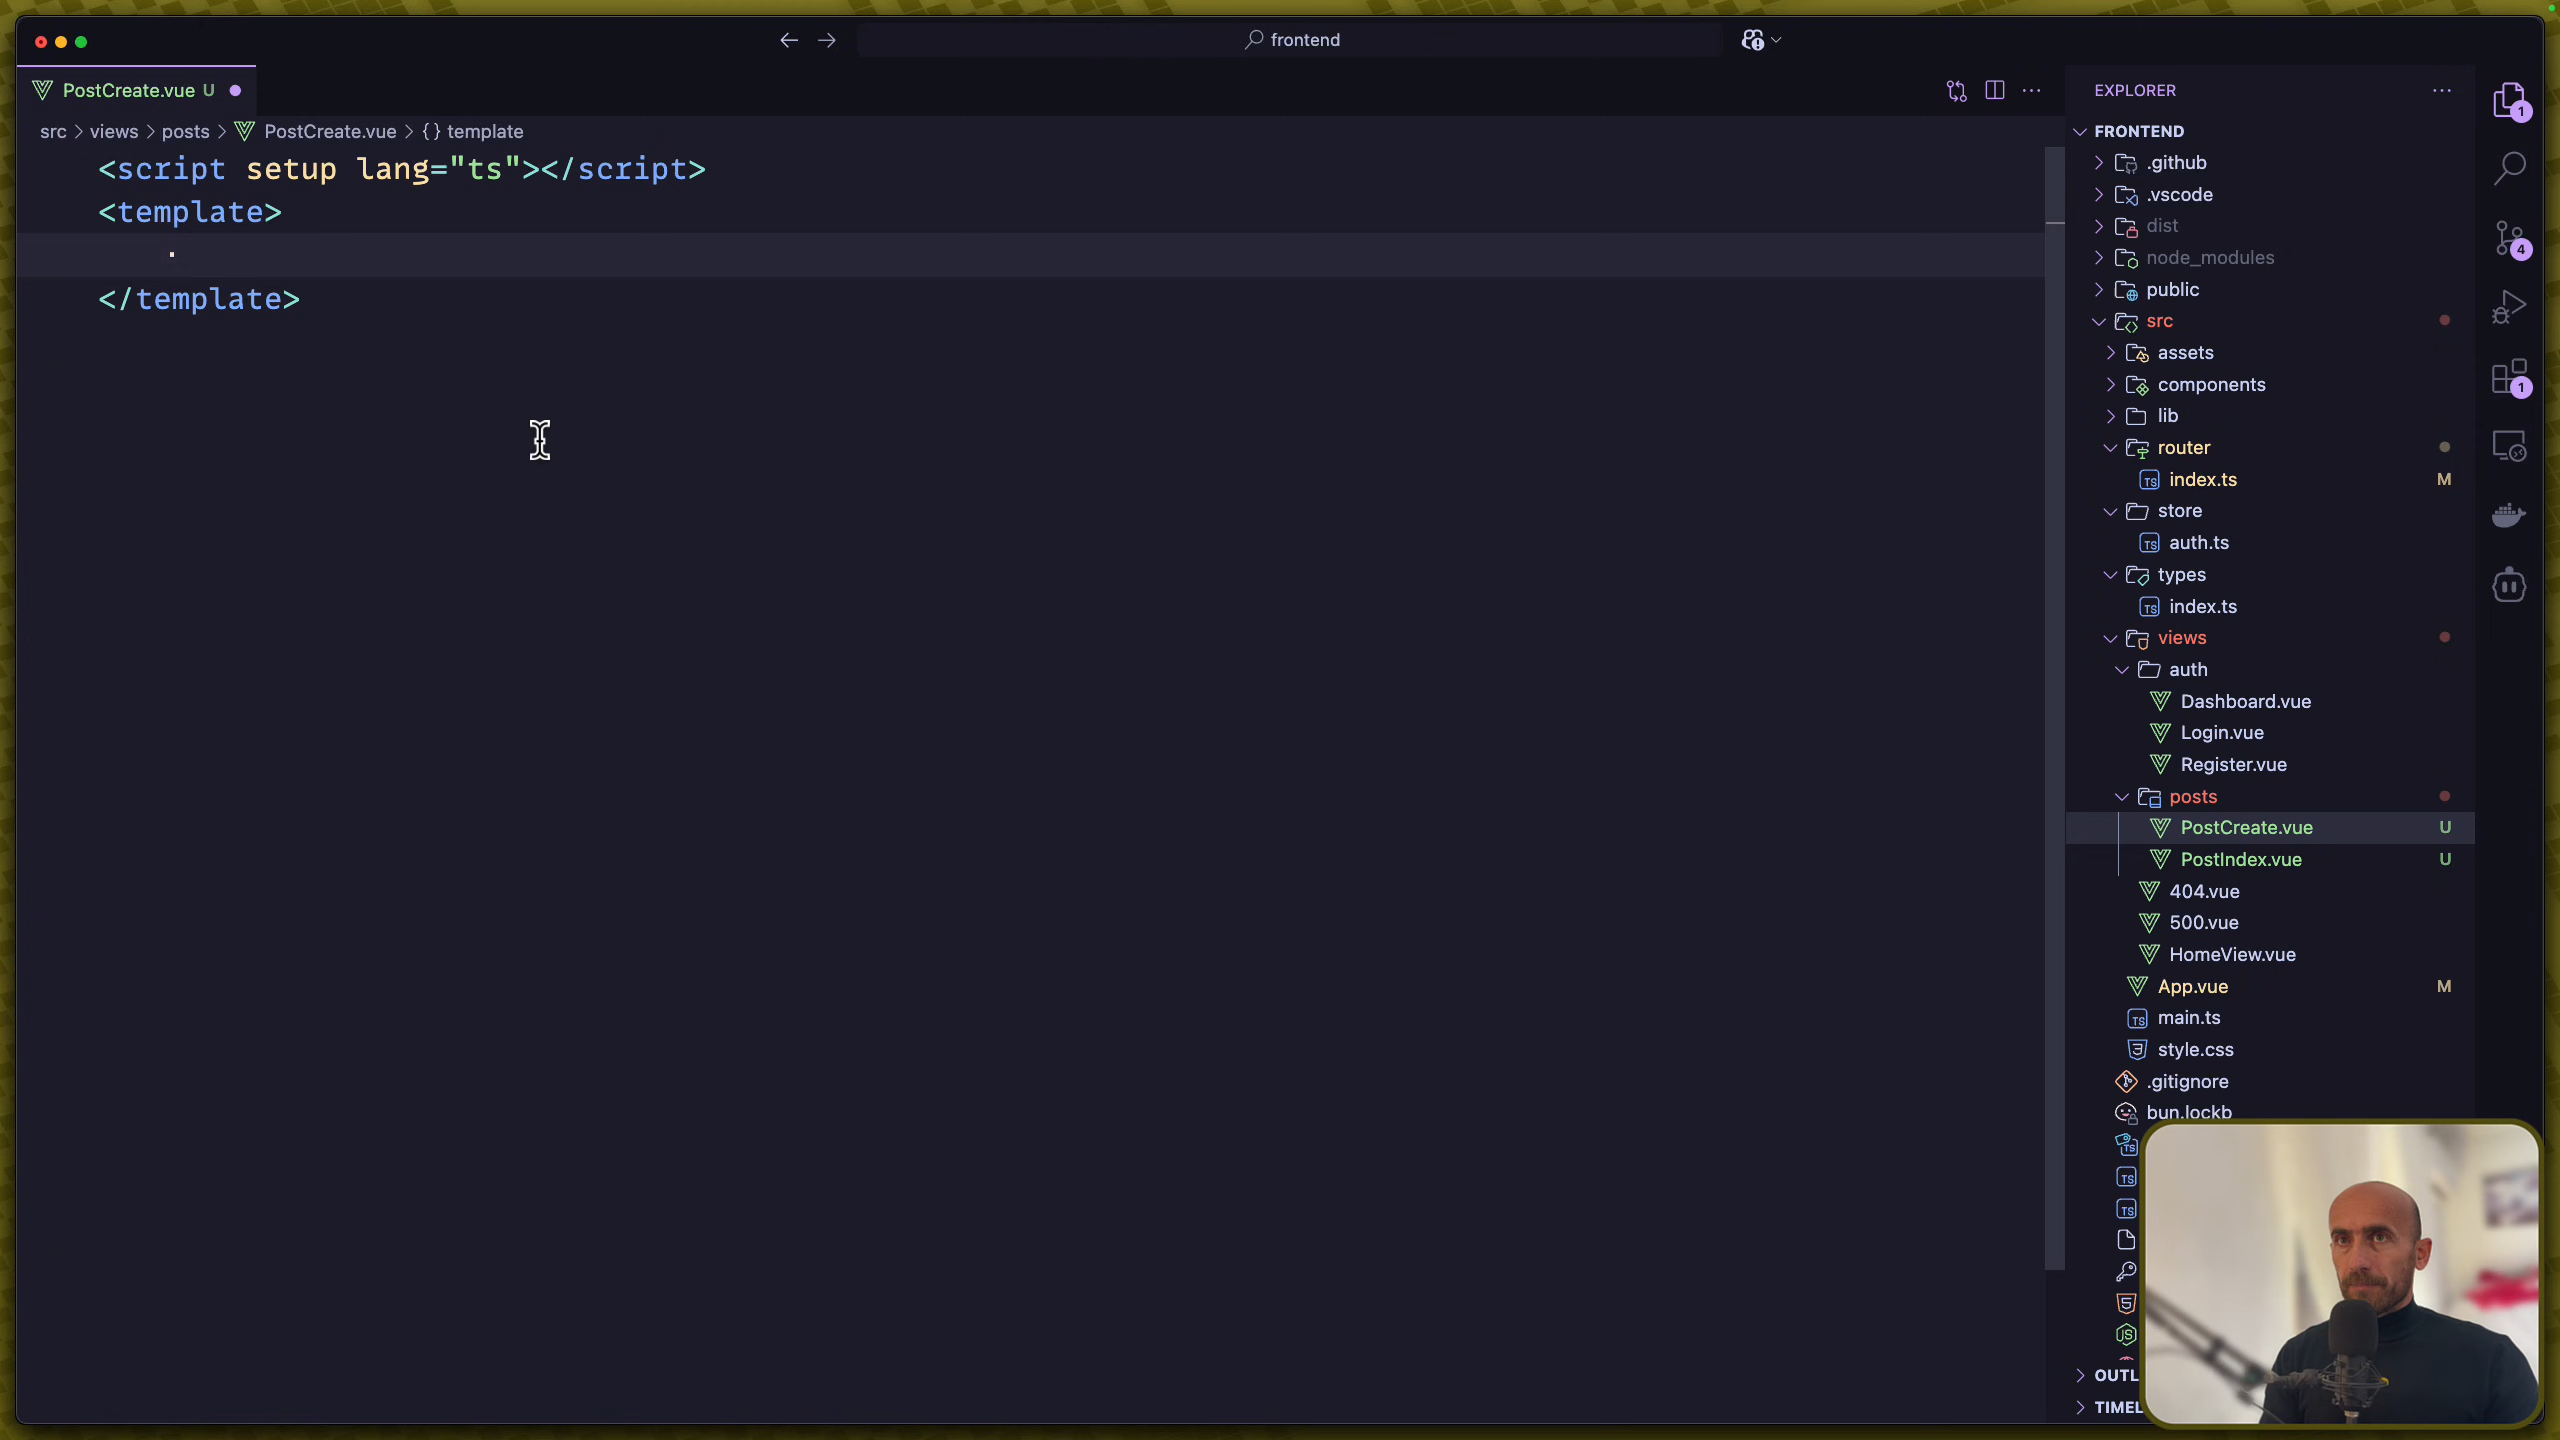 frontend
PostCreate.vue U
src > views > posts > PostCreate.vue > {} template
<script setup lang="ts"></script>
<template>
</template>
EXPLORER
FRONTEND
.github
.vscode
dist
node_modules
public
src
assets
components
lib
router
index.ts M
store
auth.ts
types
index.ts
views
auth
Dashboard.vue
Login.vue
Register.vue
posts
PostCreate.vue U
PostIndex.vue U
404.vue
500.vue
HomeView.vue
App.vue M
main.ts
style.css
.gitignore
bun.lockb
OUTL
TIMEL
1
4
1